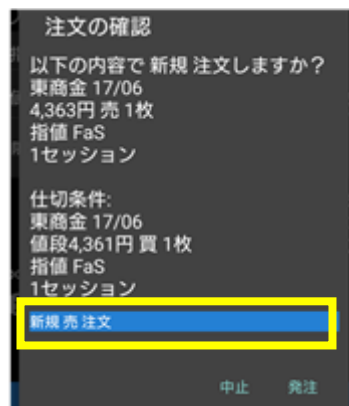 注文の確認
以下の内容で 新規 注文しますか？
東商金 17/06
4,363円 売 1枚
指値 FaS
1セッション
仕切条件:
東商金 17/06
値段4,361円 買 1枚
指値 FaS
1セッション
新規 売 注文
中止 発注